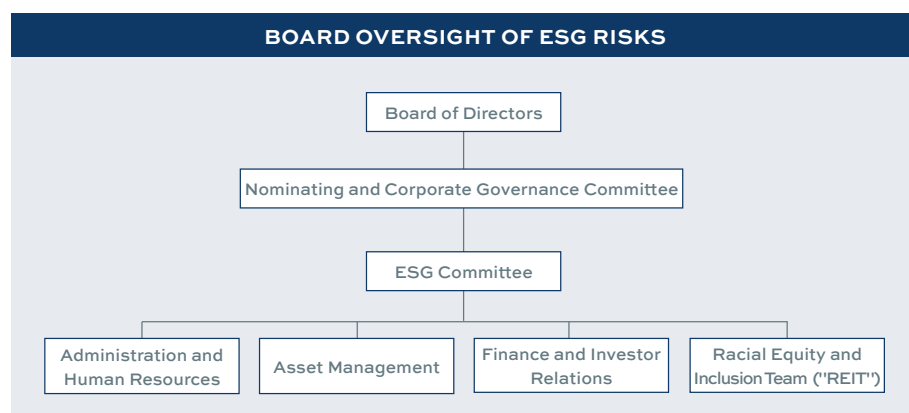 BOARD OVERSIGHT OF ESG RISKS
Board of Directors
Nominating and Corporate Governance Committee
ESG Committee
Administration and
Human Resources
Asset Management
Finance and Investor
Relations
Racial Equity and
Inclusion Team ("REIT")